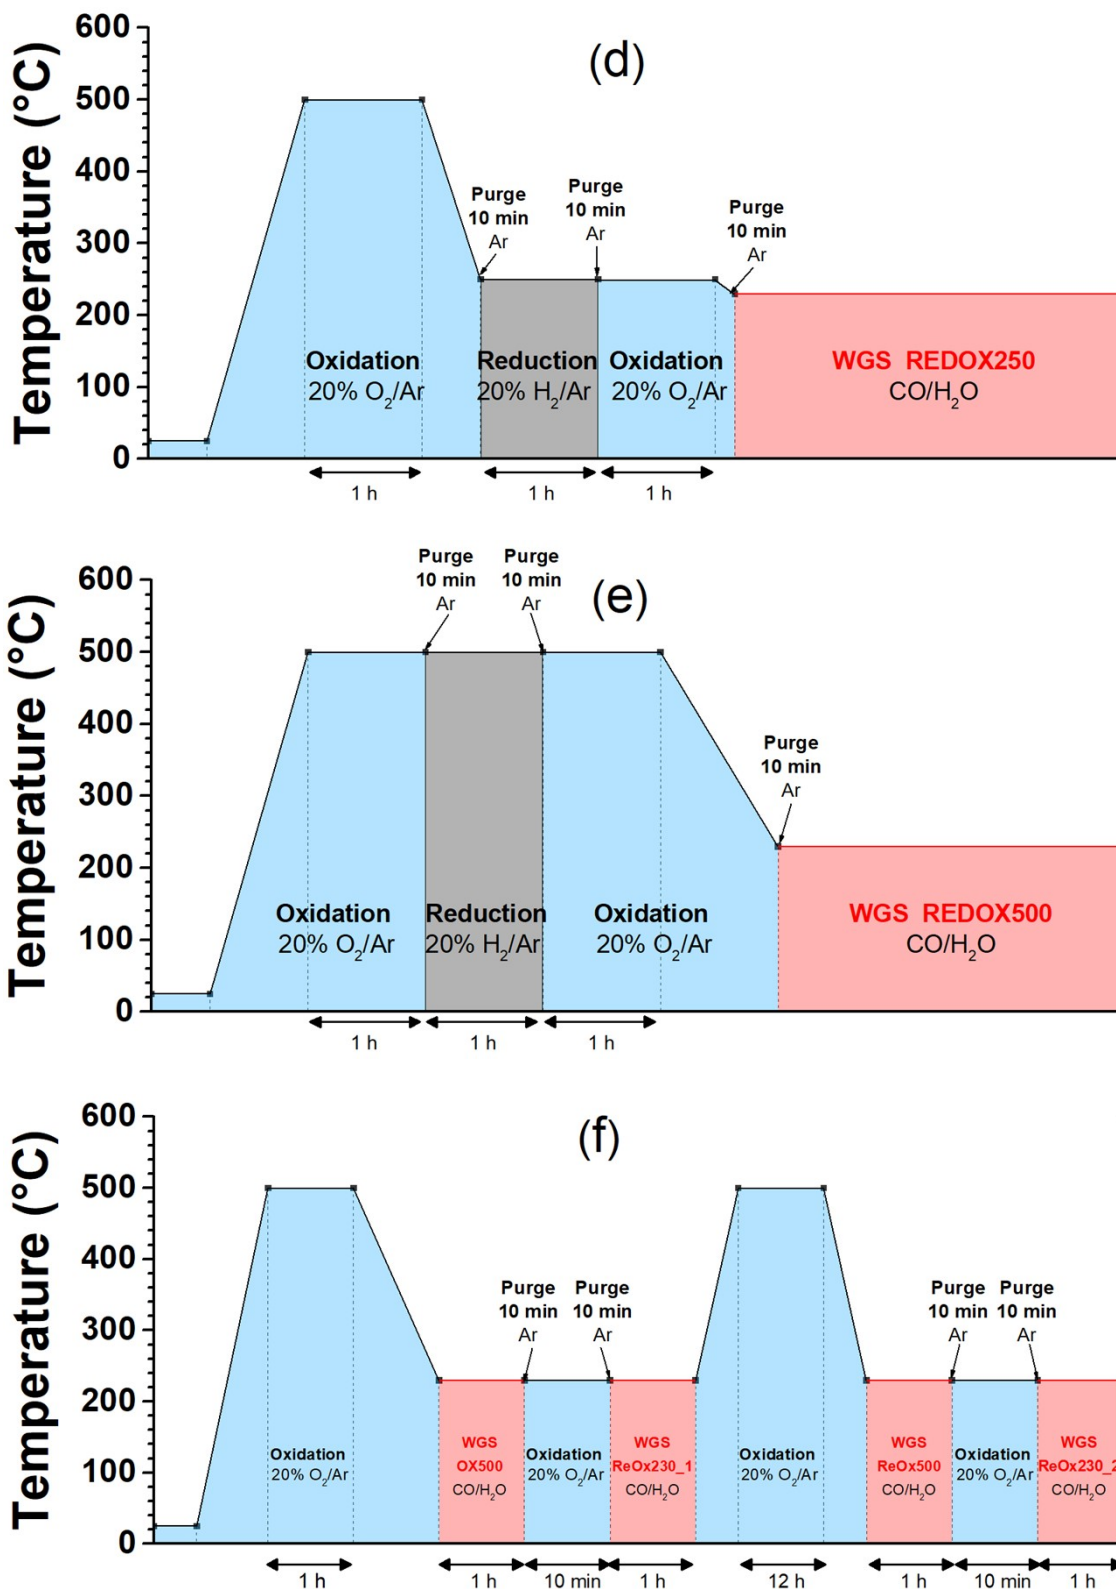 (d)
Temperature (°C)
600
500
400
300
200
100
0
Purge
10 min
Ar
Purge
10 min
Ar
Purge
10 min
Ar
Oxidation
20% O₂/Ar
Reduction
20% H₂/Ar
Oxidation
20% O₂/Ar
WGS REDOX250
CO/H₂O
1 h
1 h
1 h
(e)
Temperature (°C)
600
500
400
300
200
100
0
Purge
10 min
Ar
Purge
10 min
Ar
Purge
10 min
Ar
Oxidation
20% O₂/Ar
Reduction
20% H₂/Ar
Oxidation
20% O₂/Ar
WGS REDOX500
CO/H₂O
1 h
1 h
1 h
(f)
Temperature (°C)
600
500
400
300
200
100
0
Purge
10 min
Ar
Purge
10 min
Ar
Purge
10 min
Ar
Purge
10 min
Ar
Oxidation
20% O₂/Ar
WGS
OX500
CO/H₂O
Oxidation
20% O₂/Ar
WGS
ReOx230_1
CO/H₂O
Oxidation
20% O₂/Ar
WGS
ReOx500
CO/H₂O
Oxidation
20% O₂/Ar
WGS
ReOx230_2
CO/H₂O
1 h
1 h
10 min
1 h
12 h
1 h
10 min
1 h